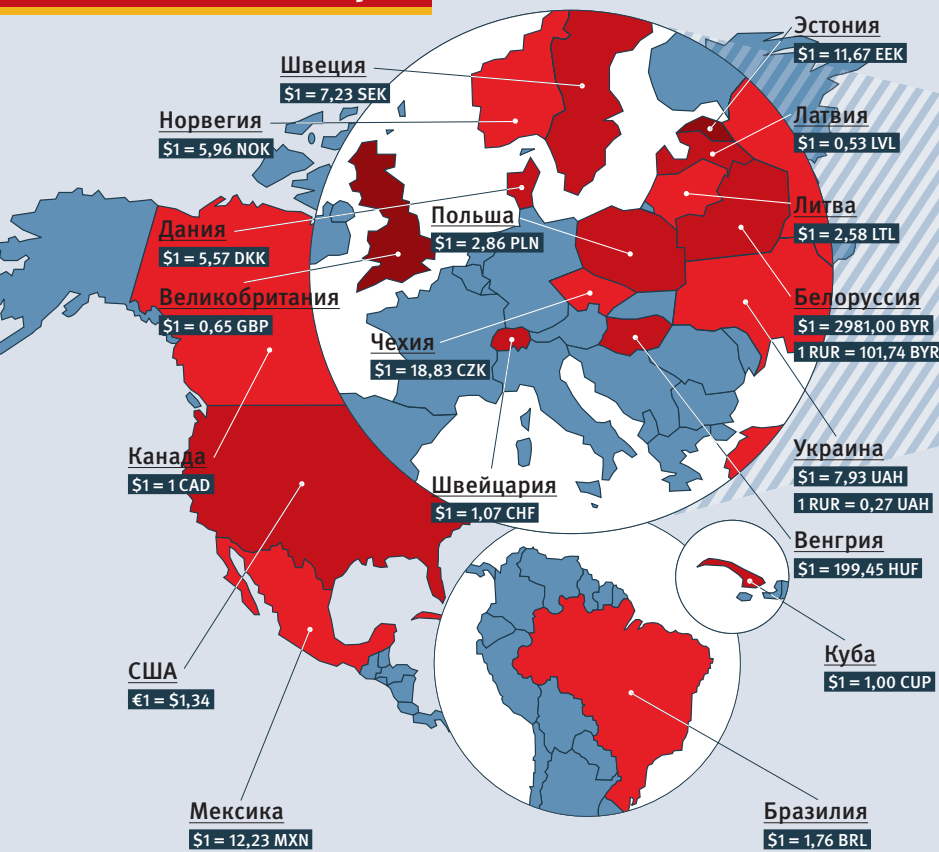 Эстония
$1 = 11,67 EEK
Швеция
$1 = 7,23 SEK
Норвегия
$1 = 5,96 NOK
Латвия
$1 = 0,53 LVL
Дания
$1 = 5,57 DKK
Польша
$1 = 2,86 PLN
Литва
$1 = 2,58 LTL
Великобритания
$1 = 0,65 GBP
Белоруссия
$1 = 2981,00 BYR
1 RUR = 101,74 BYR
Чехия
$1 = 18,83 CZK
Канада
$1 = 1 CAD
Швейцария
$1 = 1,07 CHF
Украина
$1 = 7,93 UAH
1 RUR = 0,27 UAH
Венгрия
$1 = 199,45 HUF
США
€1 = $1,34
Куба
$1 = 1,00 CUP
Мексика
$1 = 12,23 MXN
Бразилия
$1 = 1,76 BRL